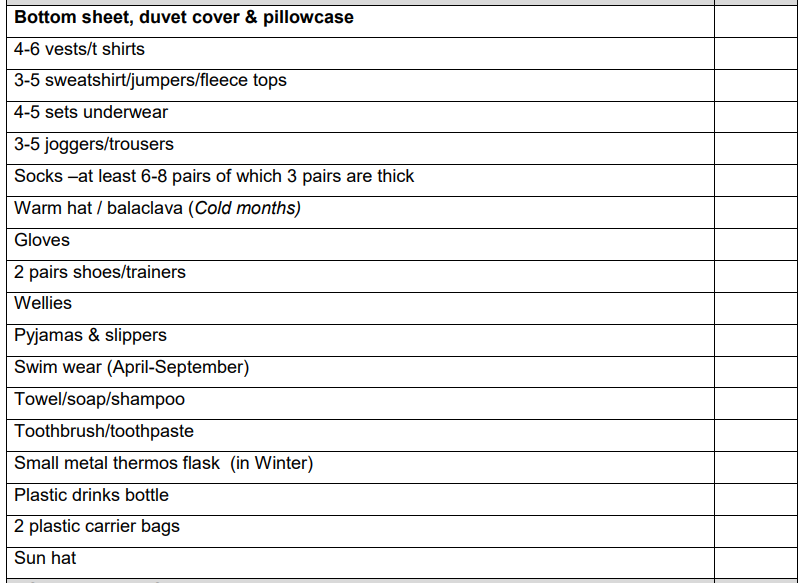 Bottom sheet, duvet cover & pillowcase
4-6 vests/t shirts
3-5 sweatshirt/jumpers/fleece tops
4-5 sets underwear
3-5 joggers/trousers
Socks –at least 6-8 pairs of which 3 pairs are thick
Warm hat / balaclava (Cold months)
Gloves
2 pairs shoes/trainers
Wellies
Pyjamas & slippers
Swim wear (April-September)
Towel/soap/shampoo
Toothbrush/toothpaste
Small metal thermos flask  (in Winter)
Plastic drinks bottle
2 plastic carrier bags
Sun hat